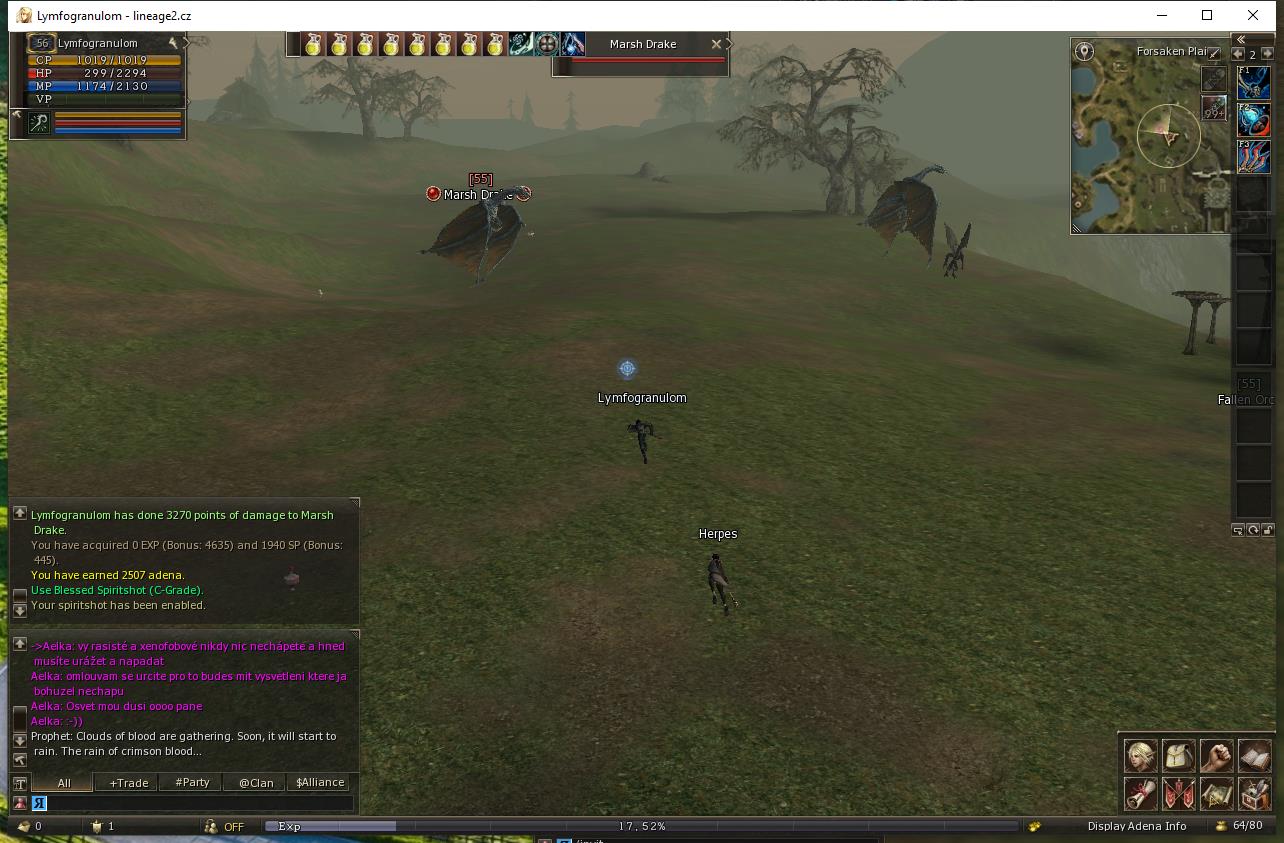 Lymfogranulom - lineage2.cz
56 Lymfogranulom
CP 1019/1019
HP 299/2294
MP 1174/2130
VP
Marsh Drake
Forsaken Plai
2
99+
F1
F2
F3
[55]
Marsh Drake
[55]
Fallen Orc
Lymfogranulom
Herpes
Lymfogranulom has done 3270 points of damage to Marsh
Drake.
You have acquired 0 EXP (Bonus: 4635) and 1940 SP (Bonus:
445).
You have earned 2507 adena.
Use Blessed Spiritshot (C-Grade).
Your spiritshot has been enabled.
->Aelka: vy rasisté a xenofobové nikdy nic nechápete a hned
musíte urážet a napadat
Aelka: omlouvam se urcite pro to budes mit vysvetleni ktere ja
bohuzel nechapu
Aelka: Osvet mou dusi oooo pane
Aelka: :-))
Prophet: Clouds of blood are gathering. Soon, it will start to
rain. The rain of crimson blood...
All +Trade #Party @Clan $Alliance
0 1 OFF Exp 17,52% Display Adena Info 64/80